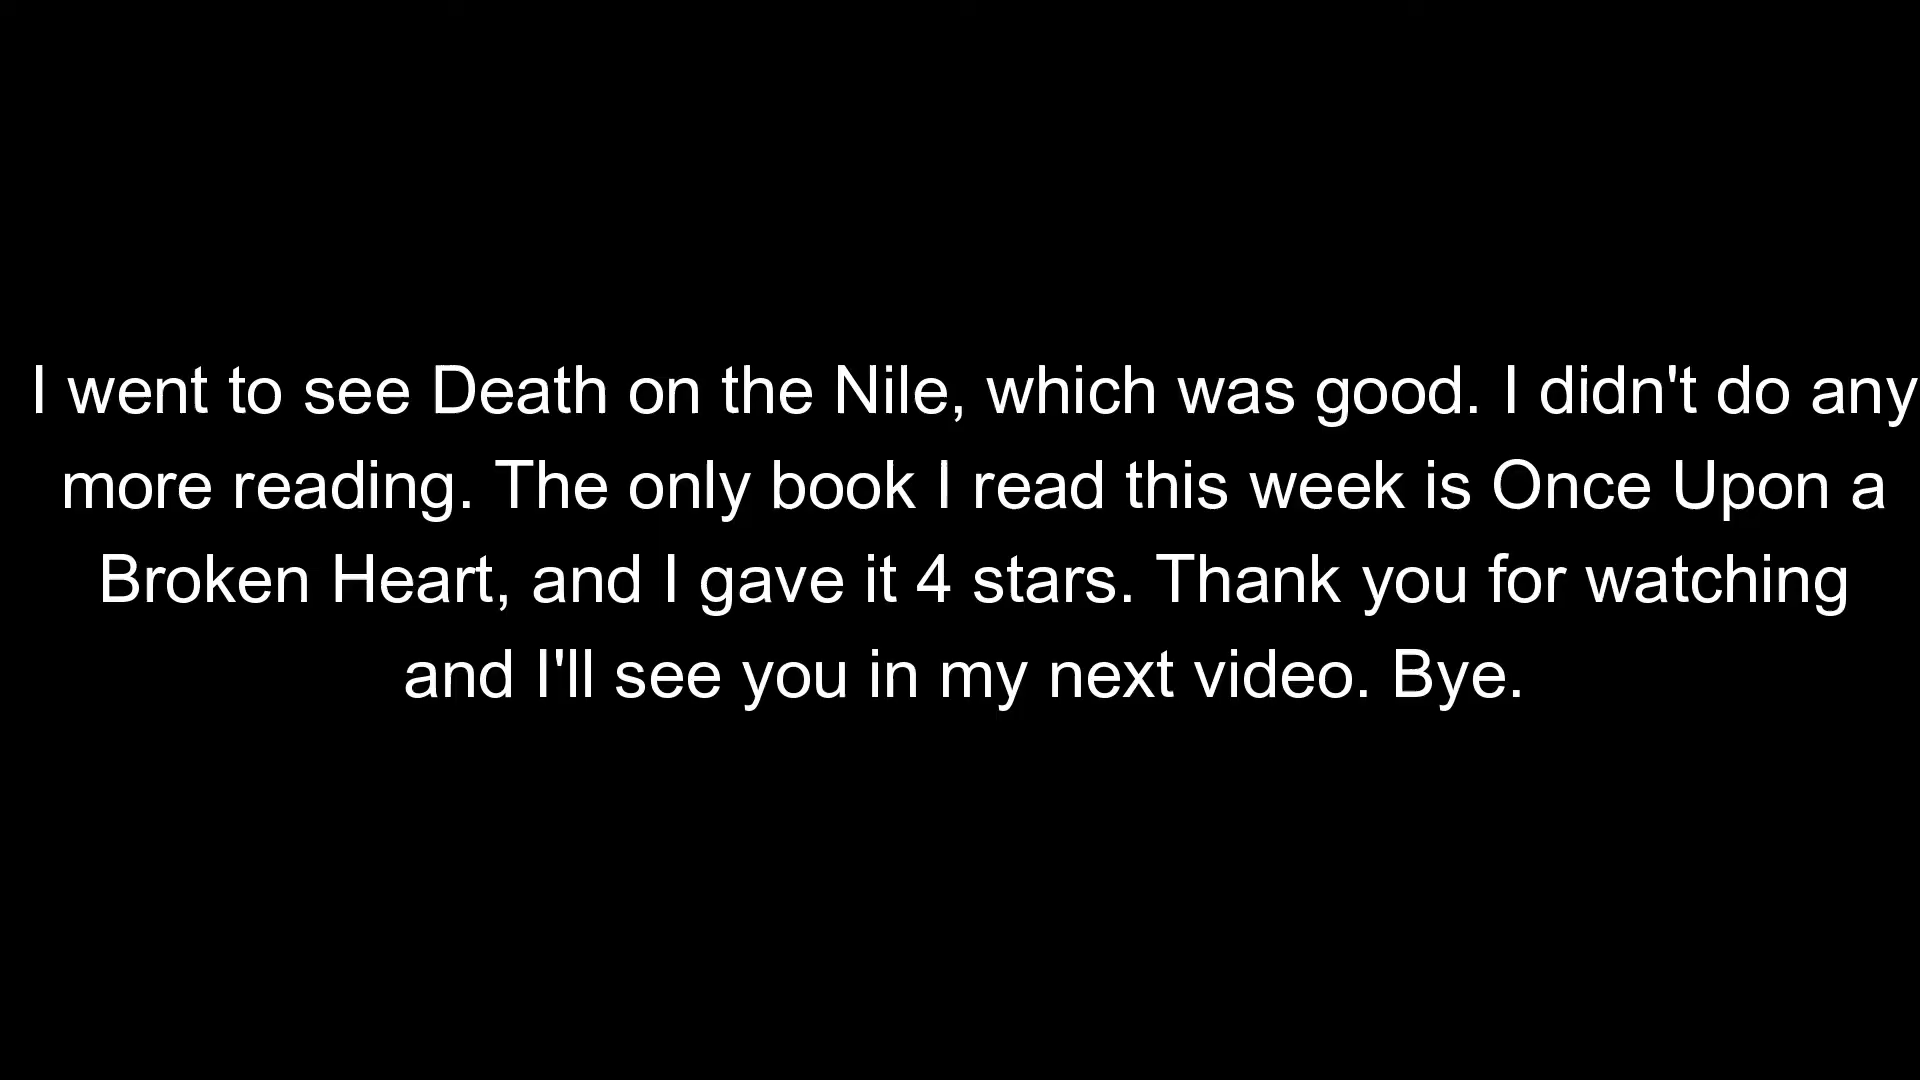 I went to see Death on the Nile, which was good. I didn't do any
more reading. The only book I read this week is Once Upon a
Broken Heart, and I gave it 4 stars. Thank you for watching
and I'll see you in my next video. Bye.